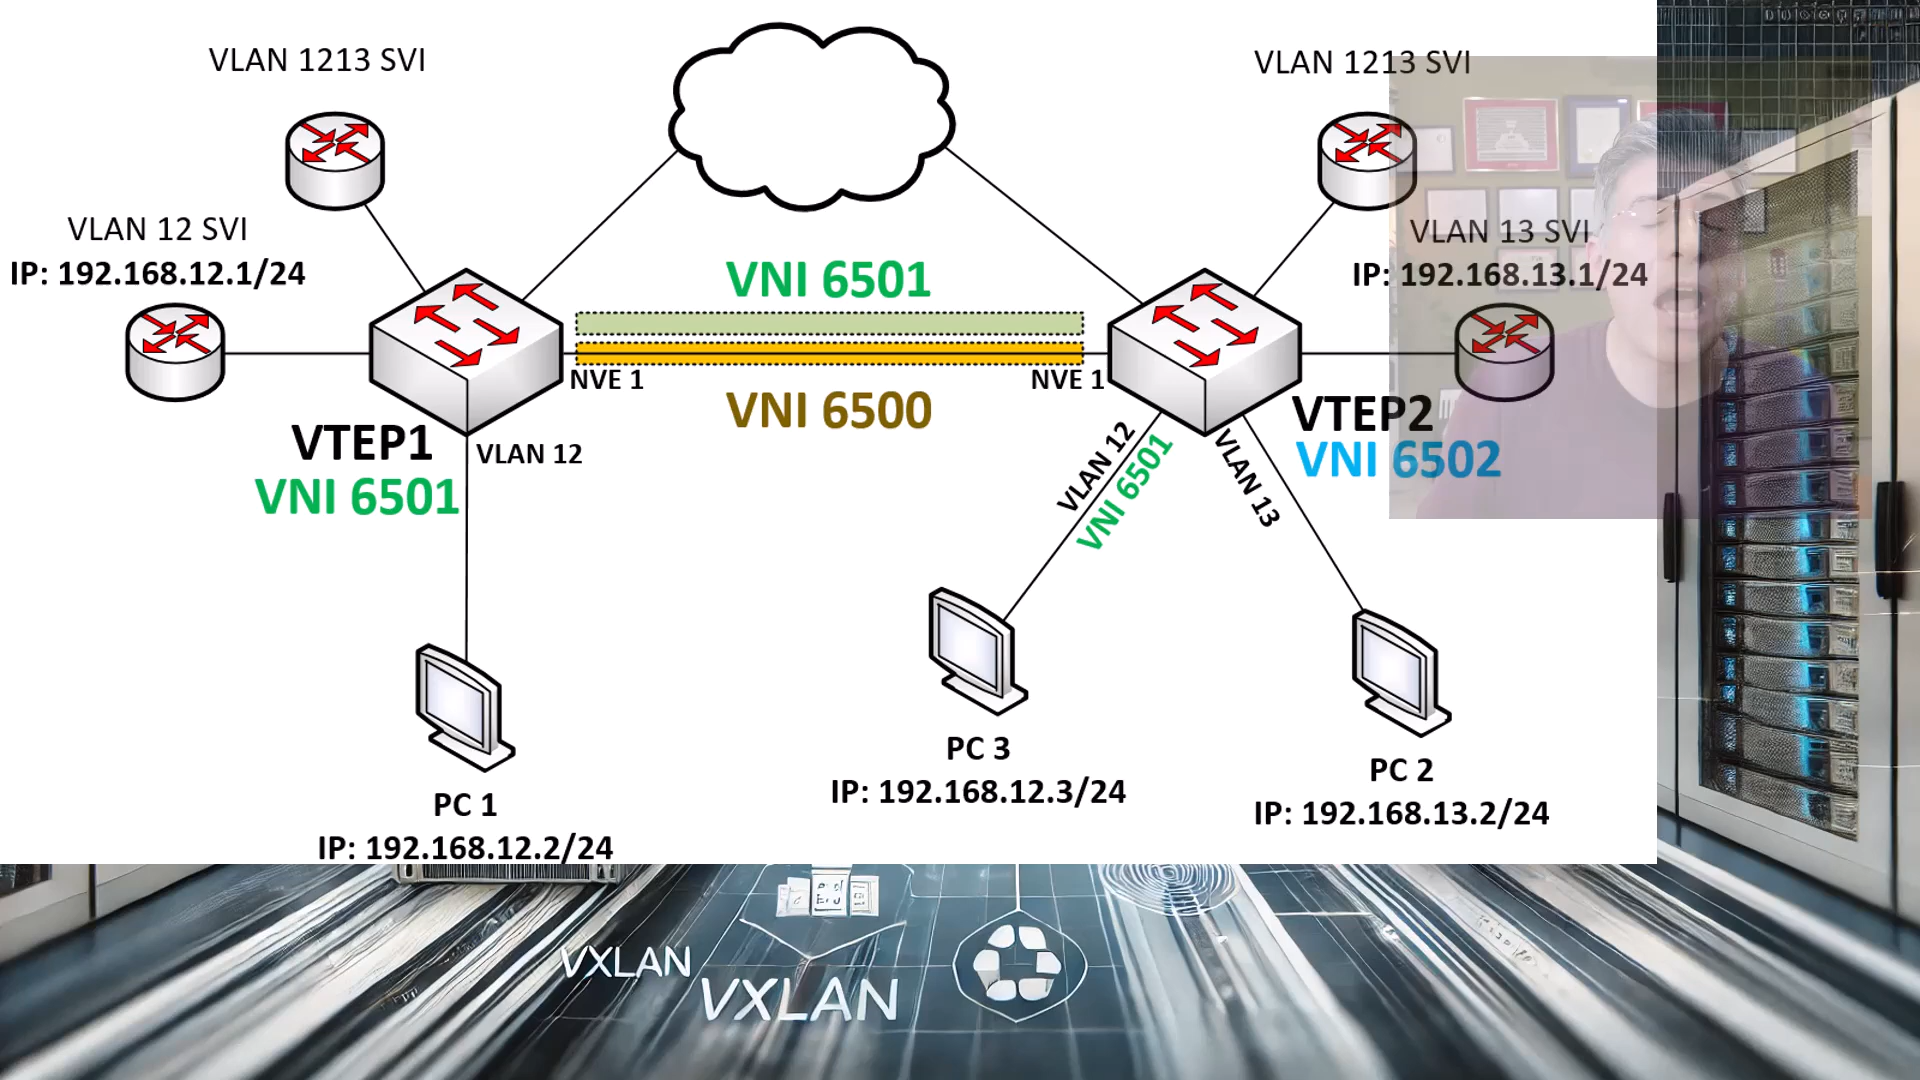 VLAN 1213 SVI
VLAN 1213 SVI
VLAN 12 SVI
IP: 192.168.12.1/24
VLAN 13 SVI
IP: 192.168.13.1/24
VNI 6501
NVE 1
NVE 1
VNI 6500
VTEP1
VNI 6501
VLAN 12
VTEP2
VNI 6502
VLAN 12
VNI 6501
VLAN 13
PC 3
IP: 192.168.12.3/24
PC 2
IP: 192.168.13.2/24
PC 1
IP: 192.168.12.2/24
VXLAN
VXLAN